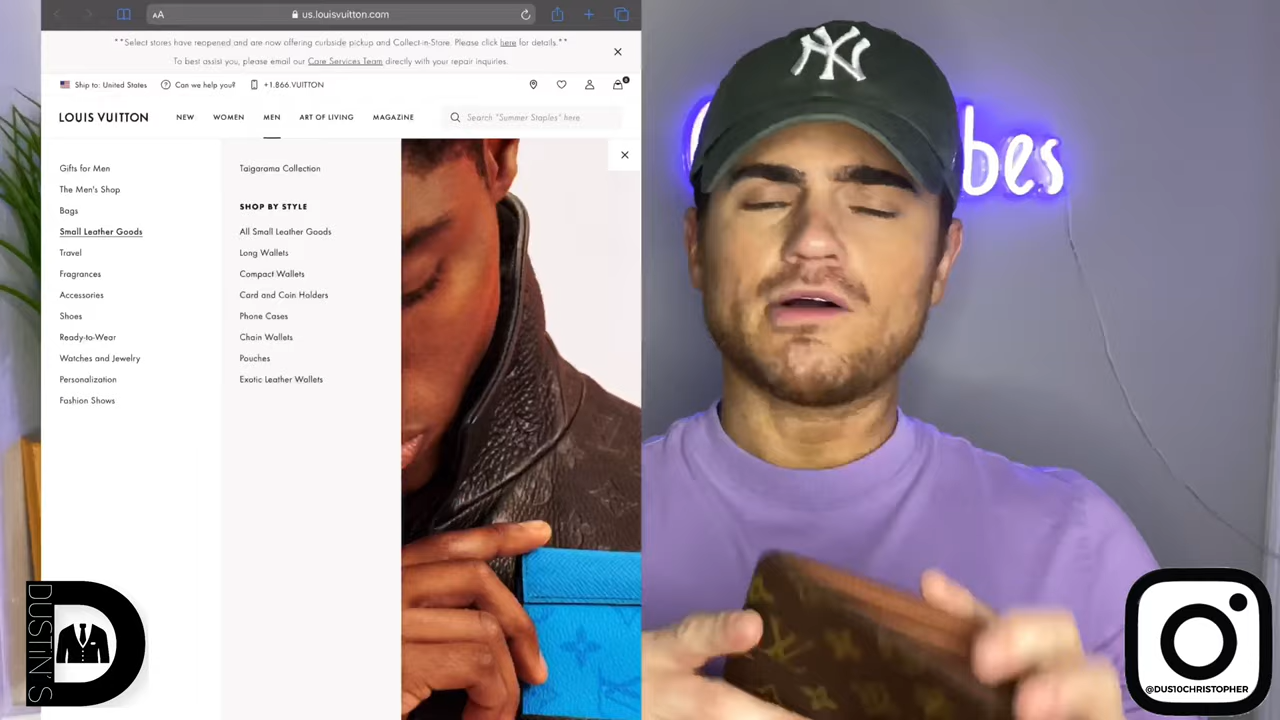 AA
us.louisvuitton.com
**Select stores have reopened and are now offering curbside pickup and Collect-in-Store. Please click here for details.**
To best assist you, please email our Care Services Team directly with your repair inquiries.
Ship to: United States
Can we help you?
+1.866.VUITTON
0
LOUIS VUITTON
NEW
WOMEN
MEN
ART OF LIVING
MAGAZINE
Search "Summer Staples" here
Gifts for Men
The Men's Shop
Bags
Small Leather Goods
Travel
Fragrances
Accessories
Shoes
Ready-to-Wear
Watches and Jewelry
Personalization
Fashion Shows
Taigarama Collection
SHOP BY STYLE
All Small Leather Goods
Long Wallets
Compact Wallets
Card and Coin Holders
Phone Cases
Chain Wallets
Pouches
Exotic Leather Wallets
NY
bes
LV
DUSTIN'S
D
@DUS10CHRISTOPHER